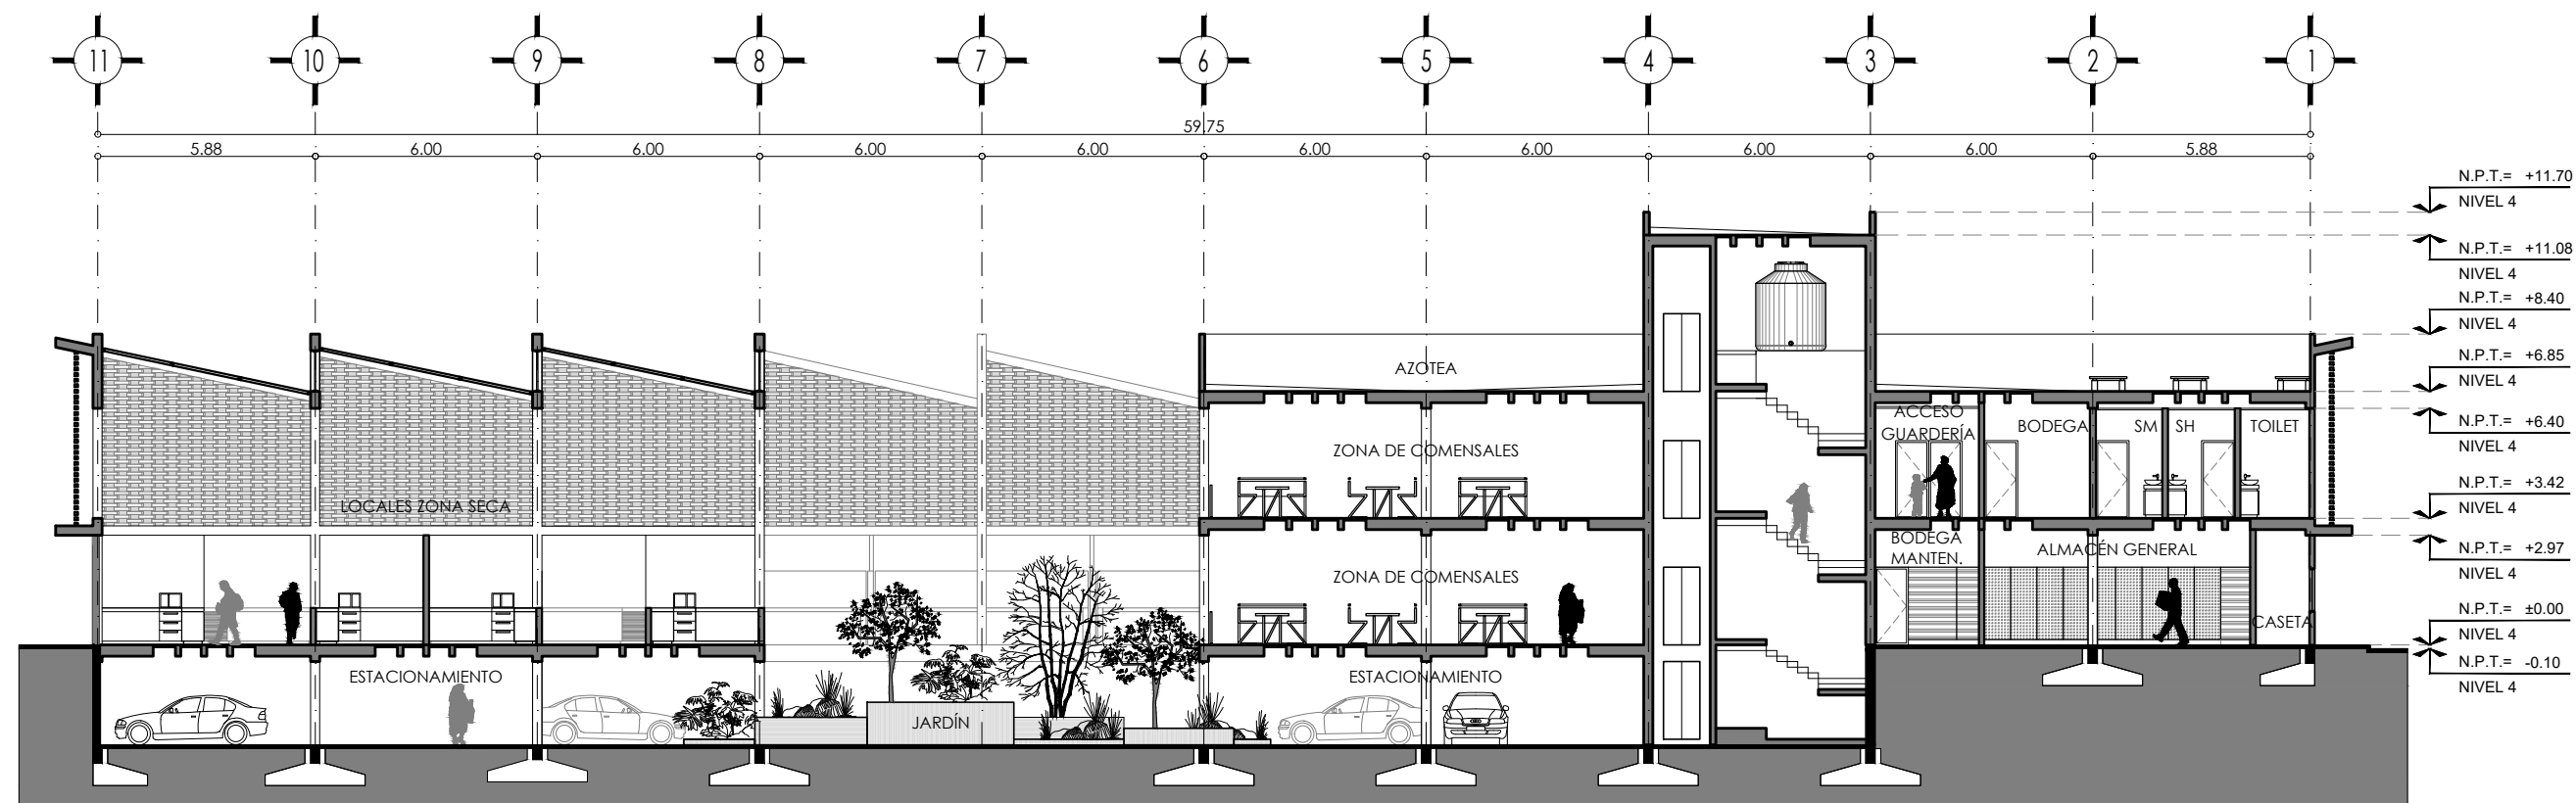 11 10 9 8 7 6 5 4 3 2 1
59.75
5.88 6.00 6.00 6.00 6.00 6.00 6.00 6.00 6.00 5.88
N.P.T.= +11.70
NIVEL 4
N.P.T.= +11.08
NIVEL 4
N.P.T.= +8.40
NIVEL 4
N.P.T.= +6.85
NIVEL 4
N.P.T.= +6.40
NIVEL 4
N.P.T.= +3.42
NIVEL 4
N.P.T.= +2.97
NIVEL 4
N.P.T.= ±0.00
NIVEL 4
N.P.T.= -0.10
NIVEL 4
AZOTEA
ACCESO
GUARDERÍA
BODEGA
SM
SH
TOILET
ZONA DE COMENSALES
LOCALES ZONA SECA
BODEGA
MANTEN.
ALMACÉN GENERAL
ZONA DE COMENSALES
CASETA
ESTACIONAMIENTO
ESTACIONAMIENTO
JARDÍN